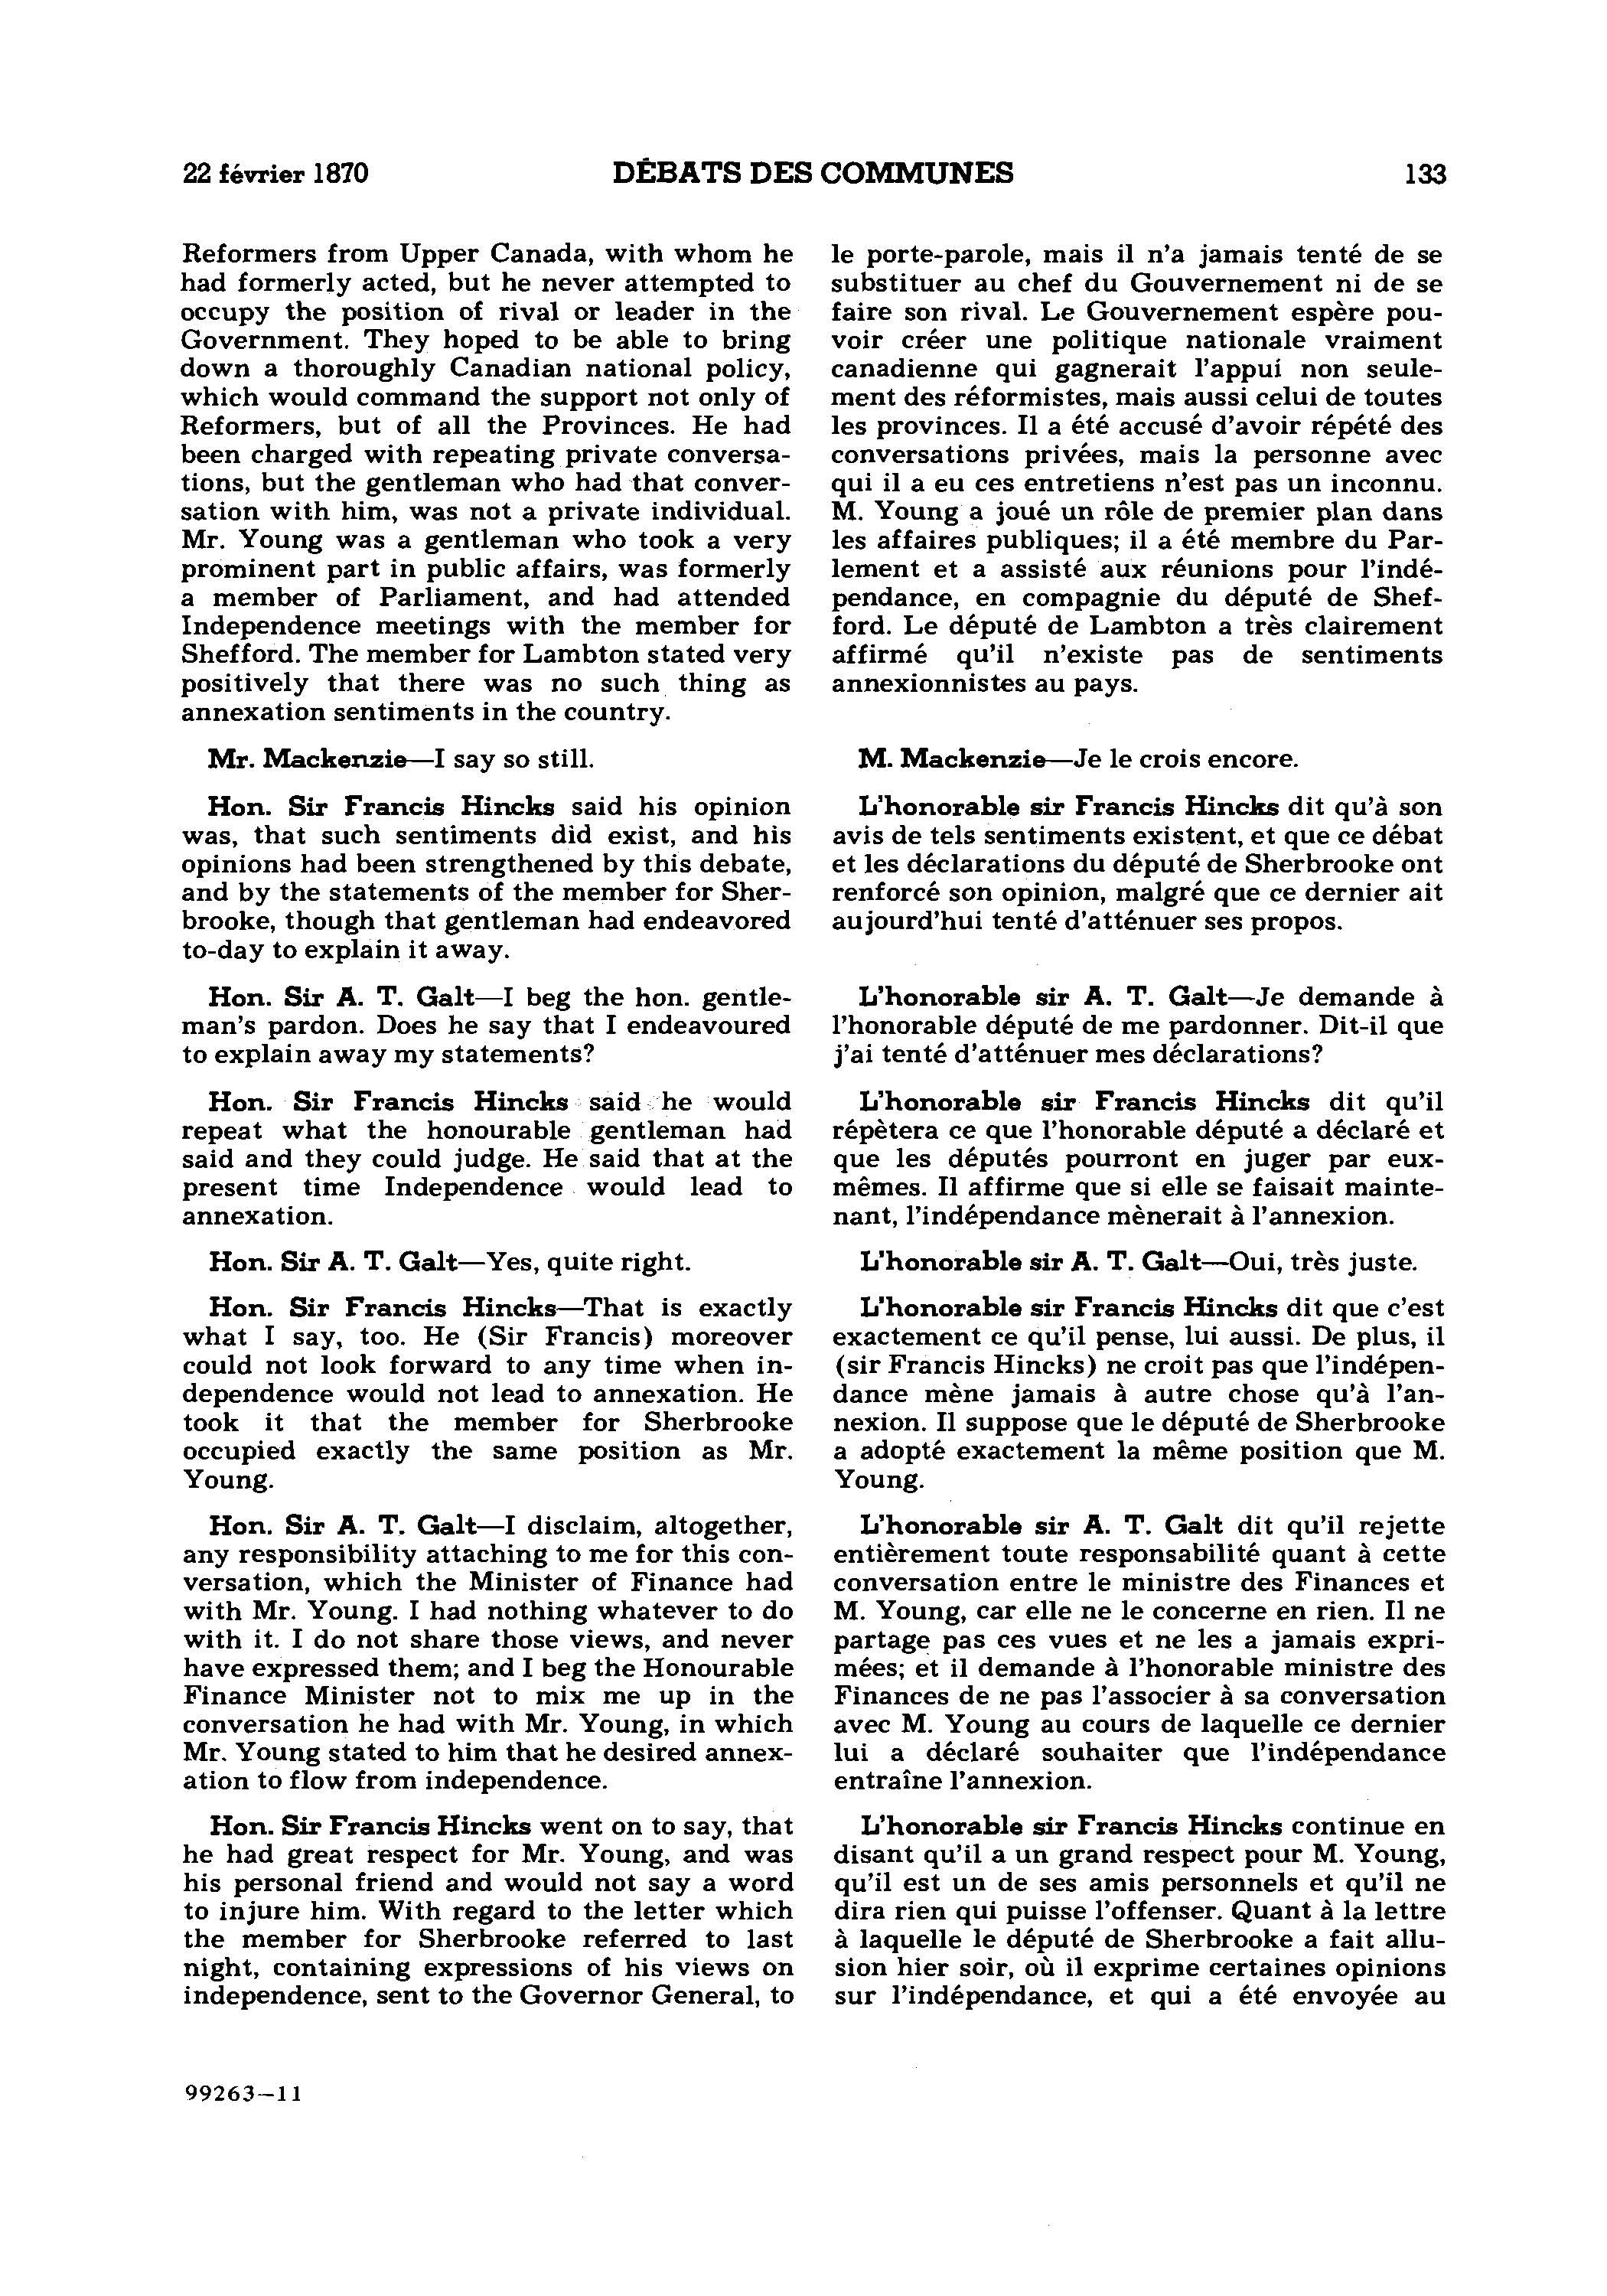 22 février 1870
DÉBATS DES COMMUNES
133
Reformers from Upper Canada, with whom he
had formerly acted, but he never attempted to
occupy the position of rival or leader in the
Government. They hoped to be able to bring
down a thoroughly Canadian national policy,
which would command the support not only of
Reformers, but of all the Provinces. He had
been charged with repeating private conversa-
tions, but the gentleman who had that conver-
sation with him, was not a private individual.
Mr. Young was a gentleman who took a very
prominent part in public affairs, was formerly
a member of Parliament, and had attended
Independence meetings with the member for
Shefford. The member for Lambton stated very
positively that there was no such thing as
annexation sentiments in the country.
Mr. Mackenzie—I say so still.
Hon. Sir Francis Hincks said his opinion
was, that such sentiments did exist, and his
opinions had been strengthened by this debate,
and by the statements of the member for Sher-
brooke, though that gentleman had endeavored
to-day to explain it away.
Hon. Sir A. T. Galt—I beg the hon. gentle-
man's pardon. Does he say that I endeavoured
to explain away my statements?
Hon. Sir Francis Hincks said he would
repeat what the honourable gentleman had
said and they could judge. He said that at the
present time Independence would lead to
annexation.
Hon. Sir A. T. Galt—Yes, quite right.
Hon. Sir Francis Hincks—That is exactly
what I say, too. He (Sir Francis) moreover
could not look forward to any time when in-
dependence would not lead to annexation. He
took it that the member for Sherbrooke
occupied exactly the same position as Mr.
Young.
Hon. Sir A. T. Galt—I disclaim, altogether,
any responsibility attaching to me for this con-
versation, which the Minister of Finance had
with Mr. Young. I had nothing whatever to do
with it. I do not share those views, and never
have expressed them; and I beg the Honourable
Finance Minister not to mix me up in the
conversation he had with Mr. Young, in which
Mr. Young stated to him that he desired annex-
ation to flow from independence.
Hon. Sir Francis Hincks went on to say, that
he had great respect for Mr. Young, and was
his personal friend and would not say a word
to injure him. With regard to the letter which
the member for Sherbrooke referred to last
night, containing expressions of his views on
independence, sent to the Governor General, to
le porte-parole, mais il n'a jamais tenté de se
substituer au chef du Gouvernement ni de se
faire son rival. Le Gouvernement espère pou-
voir créer une politique nationale vraiment
canadienne qui gagnerait l'appui non seule-
ment des réformistes, mais aussi celui de toutes
les provinces. Il a été accusé d'avoir répété des
conversations privées, mais la personne avec
qui il a eu ces entretiens n'est pas un inconnu.
M. Young a joué un rôle de premier plan dans
les affaires publiques; il a été membre du Par-
lement et a assisté aux réunions pour l'indé-
pendance, en compagnie du député de Shef-
ford. Le député de Lambton a très clairement
affirmé qu'il n'existe pas de sentiments
annexionnistes au pays.
M. Mackenzie—Je le crois encore.
L'honorable sir Francis Hincks dit qu'à son
avis de tels sentiments existent, et que ce débat
et les déclarations du député de Sherbrooke ont
renforcé son opinion, malgré que ce dernier ait
aujourd'hui tenté d'atténuer ses propos.
L'honorable sir A. T. Galt—Je demande à
l'honorable député de me pardonner. Dit-il que
j'ai tenté d'atténuer mes déclarations?
L'honorable sir Francis Hincks dit qu'il
répètera ce que l'honorable député a déclaré et
que les députés pourront en juger par eux-
mêmes. Il affirme que si elle se faisait mainte-
nant, l'indépendance mènerait à l'annexion.
L'honorable sir A. T. Galt—Oui, très juste.
L'honorable sir Francis Hincks dit que c'est
exactement ce qu'il pense, lui aussi. De plus, il
(sir Francis Hincks) ne croit pas que l'indépen-
dance mène jamais à autre chose qu'à l'an-
nexion. Il suppose que le député de Sherbrooke
a adopté exactement la même position que M.
Young.
L'honorable sir A. T. Galt dit qu'il rejette
entièrement toute responsabilité quant à cette
conversation entre le ministre des Finances et
M. Young, car elle ne le concerne en rien. Il ne
partage pas ces vues et ne les a jamais expri-
mées; et il demande à l'honorable ministre des
Finances de ne pas l'associer à sa conversation
avec M. Young au cours de laquelle ce dernier
lui a déclaré souhaiter que l'indépendance
entraîne l'annexion.
L'honorable sir Francis Hincks continue en
disant qu'il a un grand respect pour M. Young,
qu'il est un de ses amis personnels et qu'il ne
dira rien qui puisse l'offenser. Quant à la lettre
à laquelle le député de Sherbrooke a fait allu-
sion hier soir, où il exprime certaines opinions
sur l'indépendance, et qui a été envoyée au
99263—11